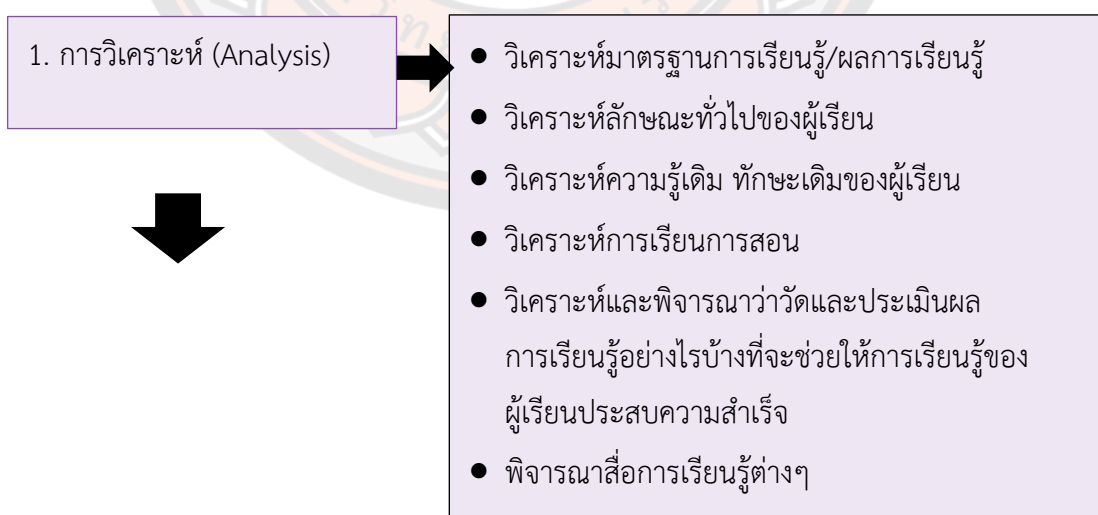 1. การวิเคราะห์ (Analysis)
● วิเคราะห์มาตรฐานการเรียนรู้/ผลการเรียนรู้
● วิเคราะห์ลักษณะทั่วไปของผู้เรียน
● วิเคราะห์ความรู้เดิม ทักษะเดิมของผู้เรียน
● วิเคราะห์การเรียนการสอน
● วิเคราะห์และพิจารณาว่าวัดและประเมินผล
การเรียนรู้อย่างไรบ้างที่จะช่วยให้การเรียนรู้ของ
ผู้เรียนประสบความสำเร็จ
● พิจารณาสื่อการเรียนรู้ต่างๆ